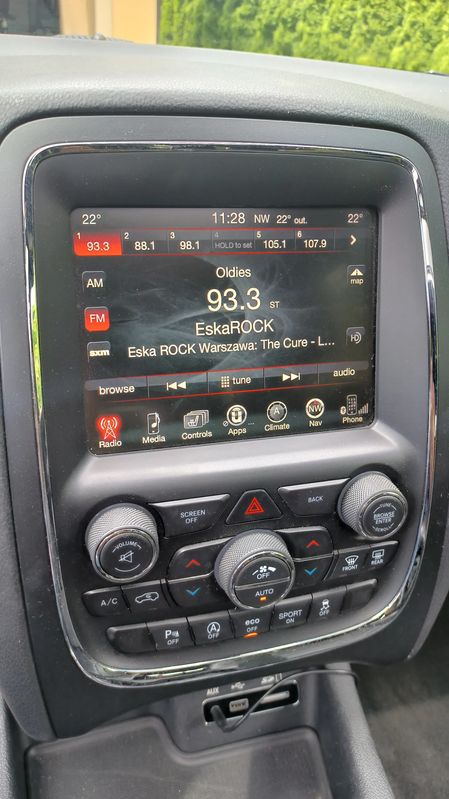 22° 11:28 NW 22° out. 22°
1 2 3 4 5 6
93.3 88.1 98.1 HOLD to set 105.1 107.9
AM
Oldies
map
93.3 ST
FM
EskaROCK
HD
sxm
Eska ROCK Warszawa: The Cure - L...
browse tune audio
Radio Media Controls Apps Climate Nav Phone
A NW
SCREEN OFF
BACK
VOLUME
TUNE
BROWSE
ENTER
SCROLL
OFF
AUTO
FRONT
REAR
A/C
P OFF
A OFF
eco OFF
SPORT ON
OFF
AUX